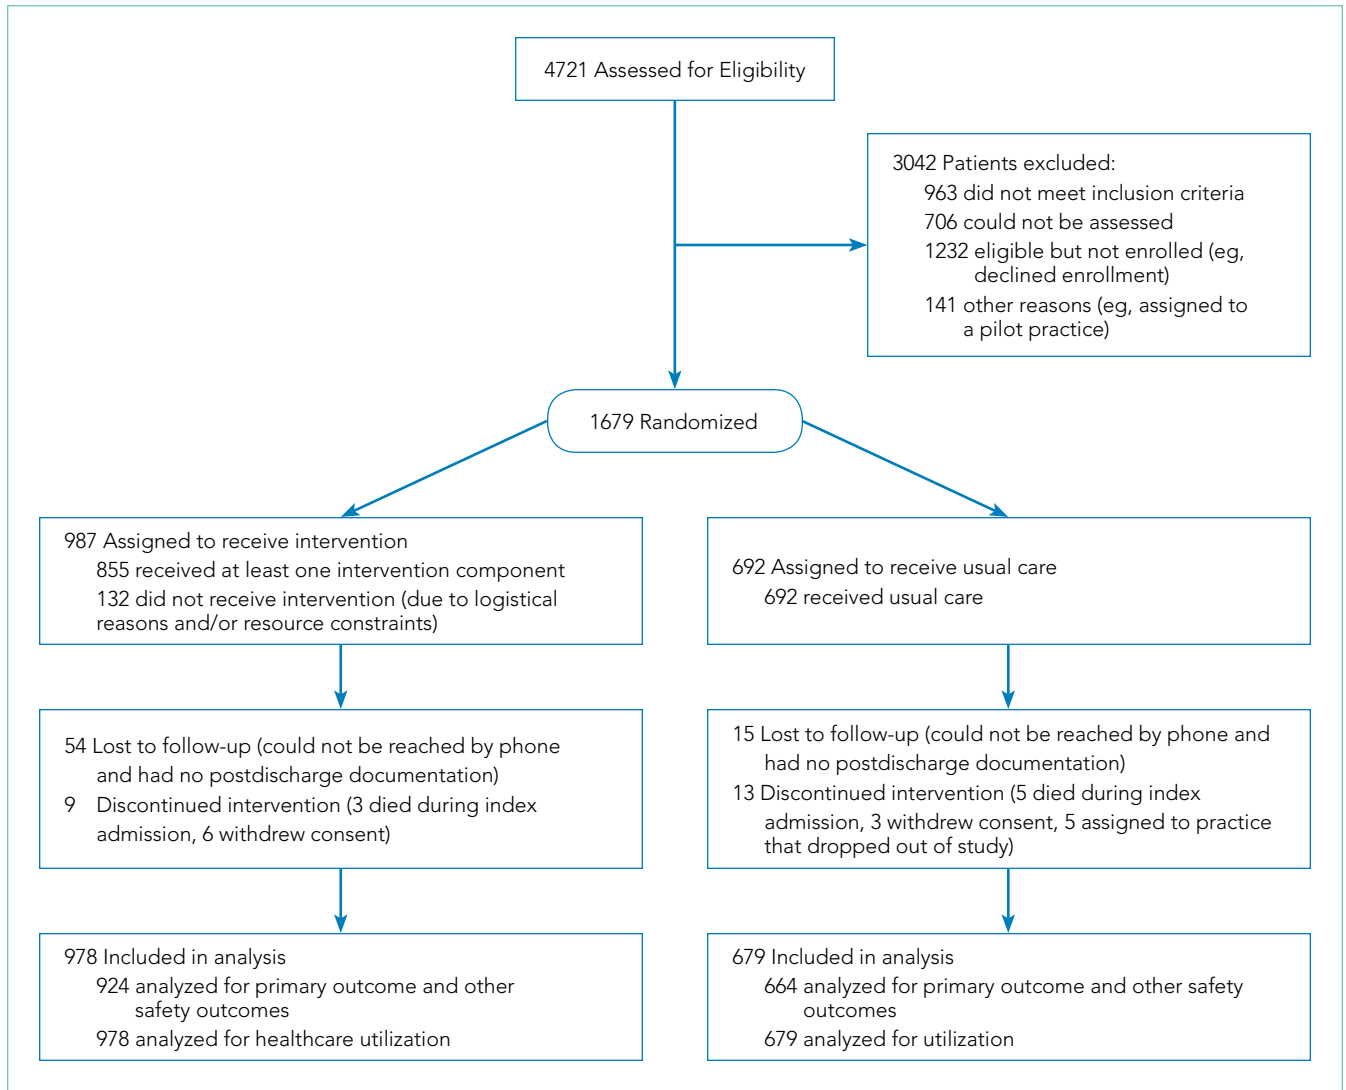 4721 Assessed for Eligibility
3042 Patients excluded:
963 did not meet inclusion criteria
706 could not be assessed
1232 eligible but not enrolled (eg,
declined enrollment)
141 other reasons (eg, assigned to
a pilot practice)
1679 Randomized
987 Assigned to receive intervention
855 received at least one intervention component
132 did not receive intervention (due to logistical
reasons and/or resource constraints)
692 Assigned to receive usual care
692 received usual care
54 Lost to follow-up (could not be reached by phone
and had no postdischarge documentation)
9 Discontinued intervention (3 died during index
admission, 6 withdrew consent)
15 Lost to follow-up (could not be reached by phone and
had no postdischarge documentation)
13 Discontinued intervention (5 died during index
admission, 3 withdrew consent, 5 assigned to practice
that dropped out of study)
978 Included in analysis
924 analyzed for primary outcome and other
safety outcomes
978 analyzed for healthcare utilization
679 Included in analysis
664 analyzed for primary outcome and other safety
outcomes
679 analyzed for utilization